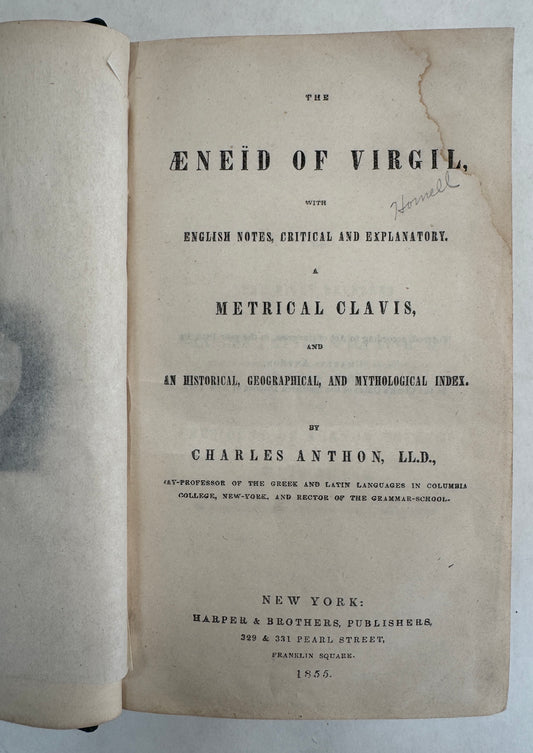 THE
ÆNEÏD OF VIRGIL,
WITH
Hornell
ENGLISH NOTES, CRITICAL AND EXPLANATORY.
A
METRICAL CLAVIS,
AND
AN HISTORICAL, GEOGRAPHICAL, AND MYTHOLOGICAL INDEX.
BY
CHARLES ANTHON, LL.D.,
AY-PROFESSOR OF THE GREEK AND LATIN LANGUAGES IN COLUMBIA
COLLEGE, NEW-YORK, AND RECTOR OF THE GRAMMAR-SCHOOL.
NEW YORK:
HARPER & BROTHERS, PUBLISHERS,
329 & 331 PEARL STREET,
FRANKLIN SQUARE.
1855.